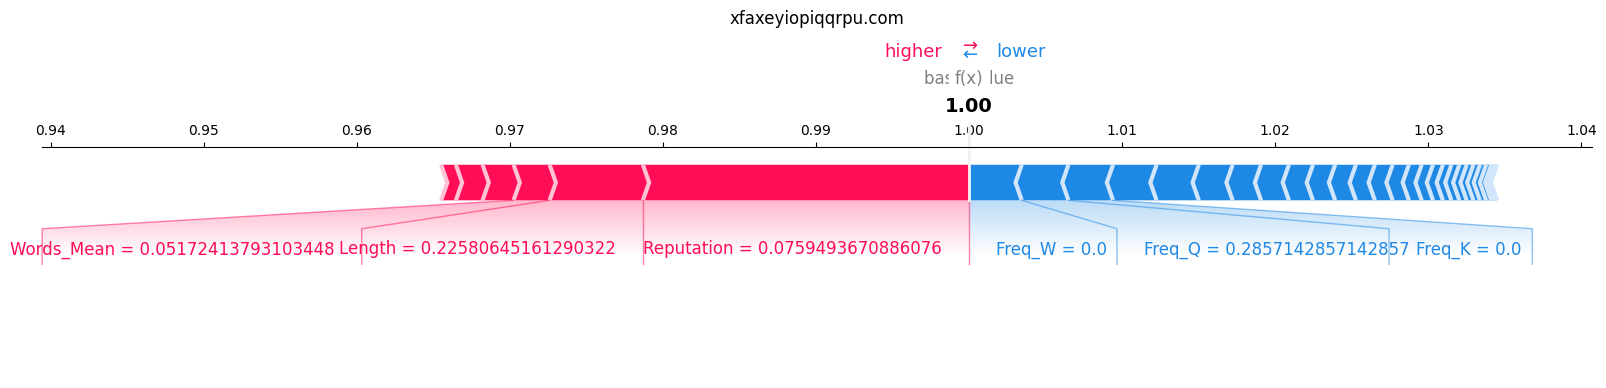 xfaxeyiopiqqrpu.com
higher ⇄ lower
bas f(x) lue
1.00
0.94 0.95 0.96 0.97 0.98 0.99 1.00 1.01 1.02 1.03 1.04
Words_Mean = 0.05172413793103448 Length = 0.22580645161290322 Reputation = 0.0759493670886076 Freq_W = 0.0 Freq_Q = 0.2857142857142857 Freq_K = 0.0